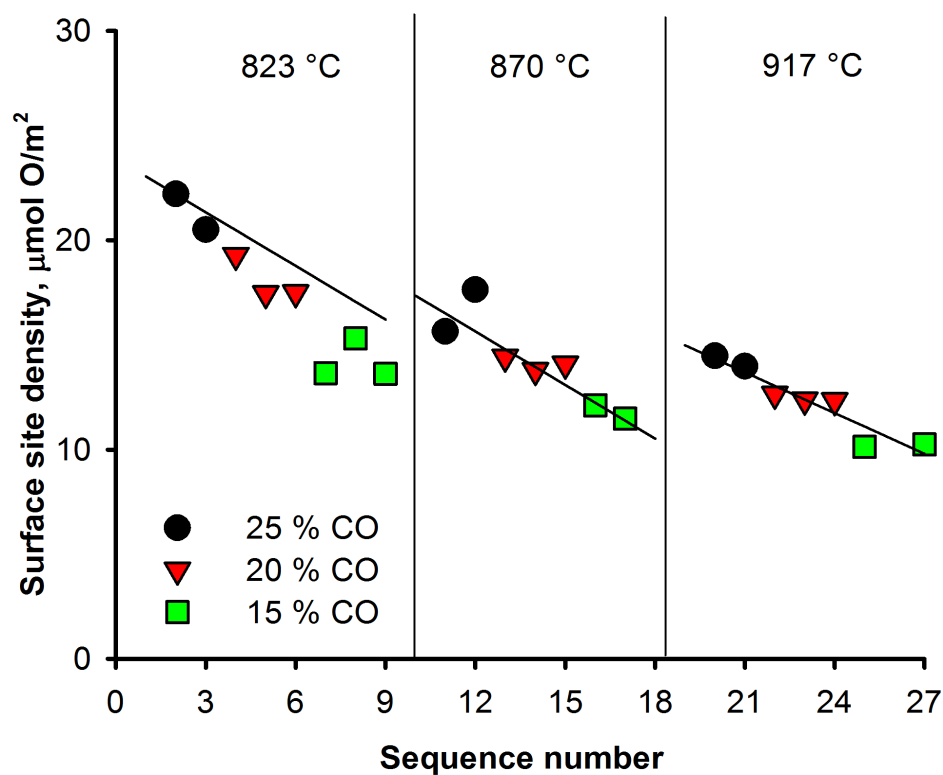 30
823 °C
870 °C
917 °C
Surface site density, μmol O/m²
20
10
25 % CO
20 % CO
15 % CO
0
0 3 6 9 12 15 18 21 24 27
Sequence number